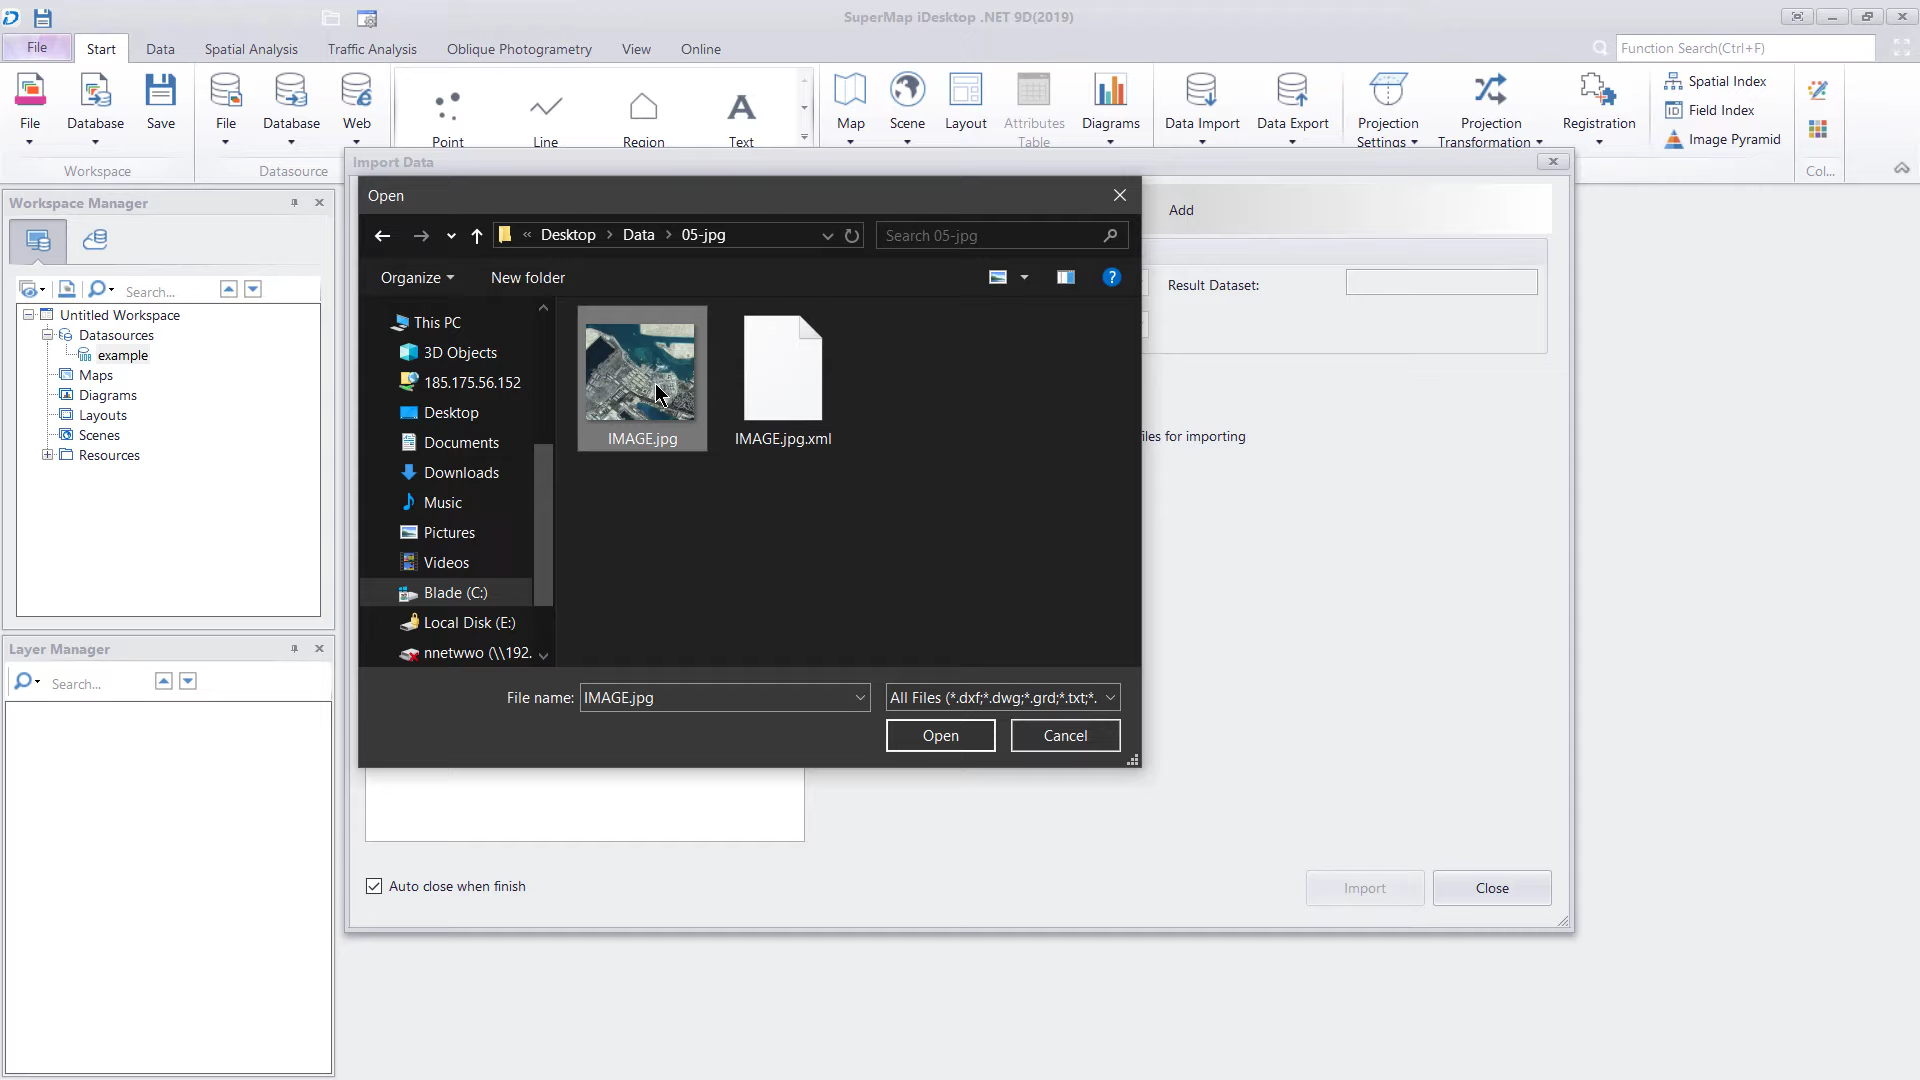 SuperMap iDesktop .NET 9D(2019)
File Start Data Spatial Analysis Traffic Analysis Oblique Photogrametry View Online
Function Search(Ctrl+F)
File Database Save File Database Web
Point Line Region Text
Map Scene Layout Attributes Table Diagrams
Data Import Data Export Projection Settings Projection Transformation Registration
Spatial Index
Field Index
Image Pyramid
Workspace Datasource Col...
Import Data
Workspace Manager
Search...
Untitled Workspace
Datasources
example
Maps
Diagrams
Layouts
Scenes
Resources
Layer Manager
Search...
Open
« Desktop Data 05-jpg
Search 05-jpg
Organize New folder
This PC
3D Objects
185.175.56.152
Desktop
Documents
Downloads
Music
Pictures
Videos
Blade (C:)
Local Disk (E:)
nnetwwo (\\192.
IMAGE.jpg IMAGE.jpg.xml
File name: IMAGE.jpg
All Files (*.dxf;*.dwg;*.grd;*.txt;*.
Open Cancel
Add
Result Dataset:
iles for importing
Auto close when finish
Import Close